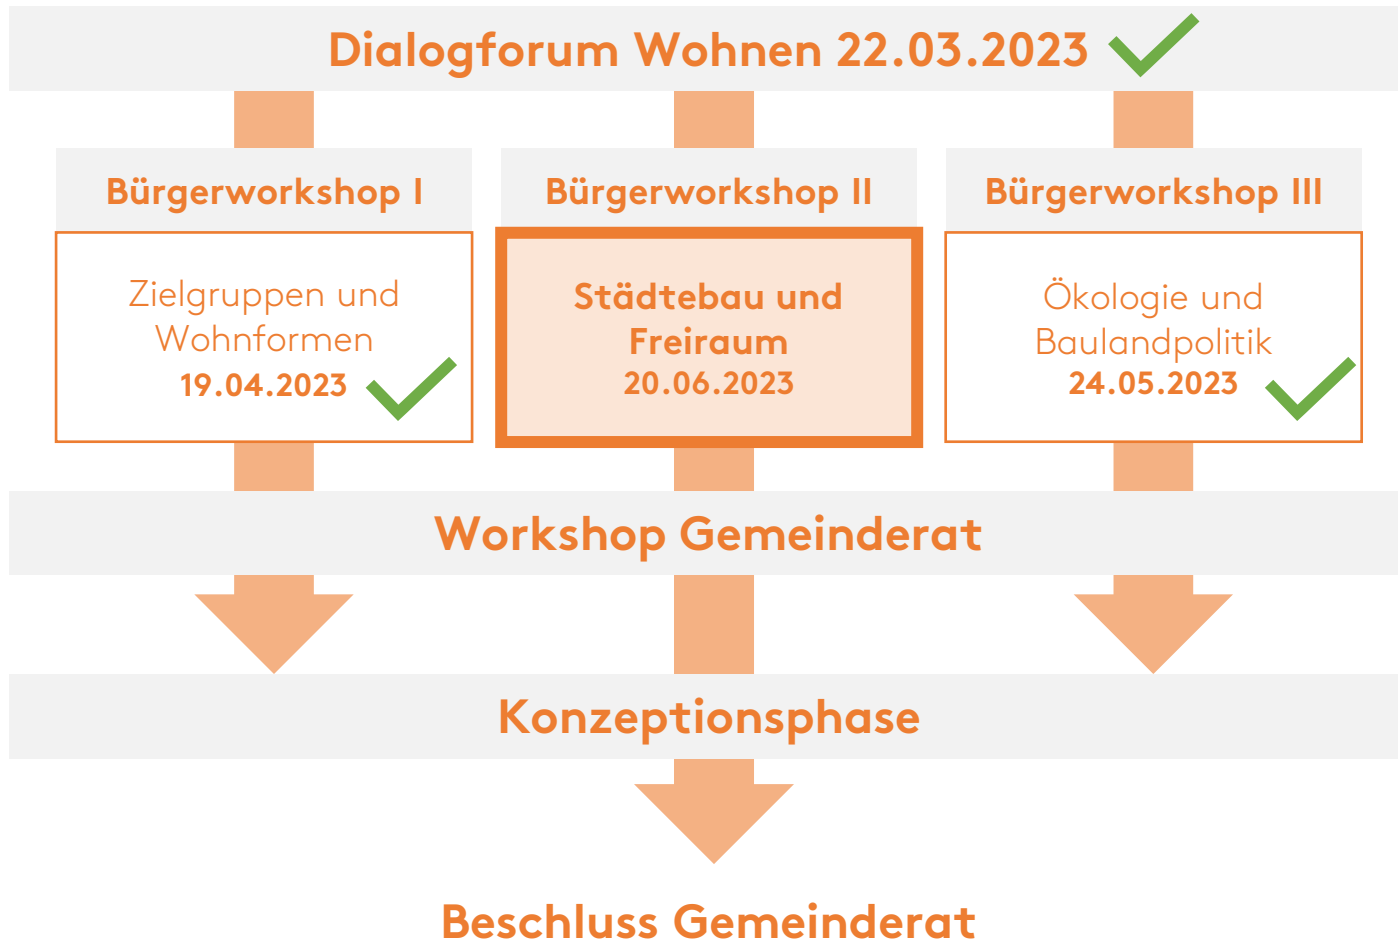 Dialogforum Wohnen 22.03.2023
Bürgerworkshop I
Zielgruppen und
Wohnformen
19.04.2023
Bürgerworkshop II
Städtebau und
Freiraum
20.06.2023
Bürgerworkshop III
Ökologie und
Baulandpolitik
24.05.2023
Workshop Gemeinderat
Konzeptionsphase
Beschluss Gemeinderat